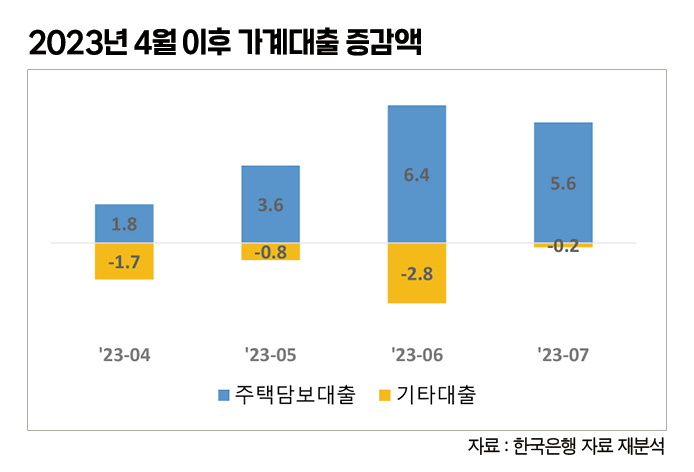 2023년 4월 이후 가계대출 증감액
6.4
5.6
3.6
1.8
-0.2
-0.8
-1.7
-2.8
'23-04 '23-05 '23-06 '23-07
주택담보대출 기타대출
자료 : 한국은행 자료 재분석